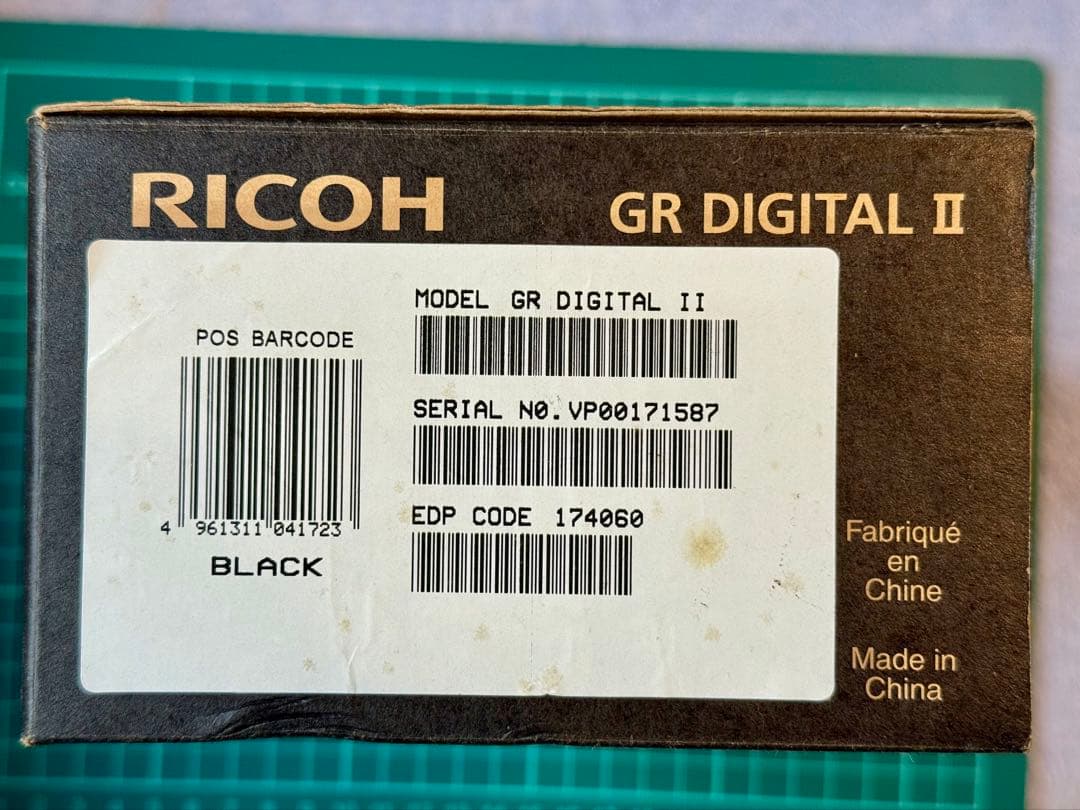 RICOH
GR DIGITAL II
MODEL GR DIGITAL II
POS BARCODE
SERIAL NO. VP00171587
EDP CODE 174060
4 961311 041723
BLACK
Fabriqué
en
Chine
Made in
China